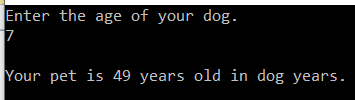 Enter the age of your dog.
7
Your pet is 49 years old in dog years.